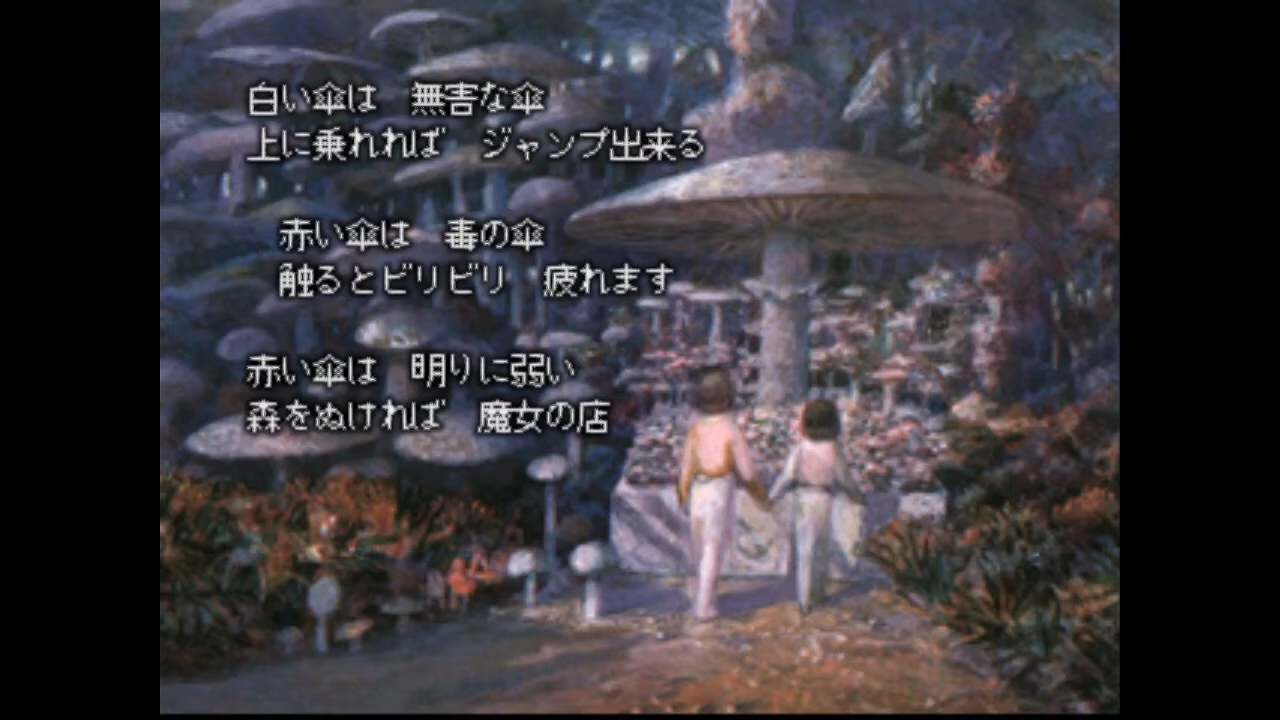 白い傘は　無害な傘
上に乗れれば　ジャンプ出来る
赤い傘は　毒の傘
触るとビリビリ　疲れます
赤い傘は　明りに弱い
森をぬければ　魔女の店